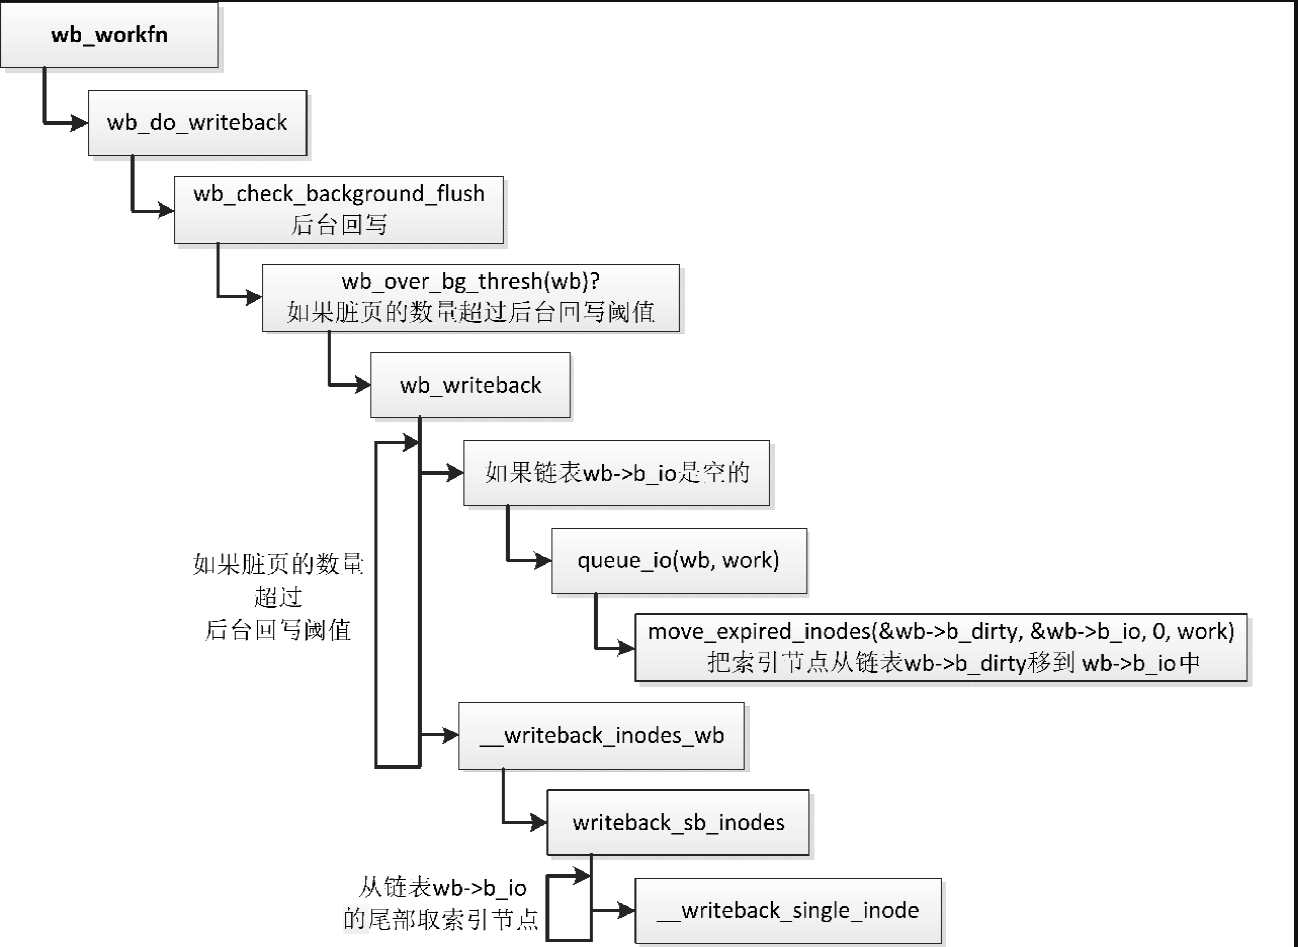 wb_workfn
wb_do_writeback
wb_check_background_flush
后台回写
wb_over_bg_thresh(wb)?
如果脏页的数量超过后台回写阈值
wb_writeback
如果链表wb->b_io是空的
queue_io(wb, work)
如果脏页的数量
超过
后台回写阈值
move_expired_inodes(&wb->b_dirty, &wb->b_io, 0, work)
把索引节点从链表wb->b_dirty移到 wb->b_io中
__writeback_inodes_wb
writeback_sb_inodes
从链表wb->b_io
的尾部取索引节点
__writeback_single_inode